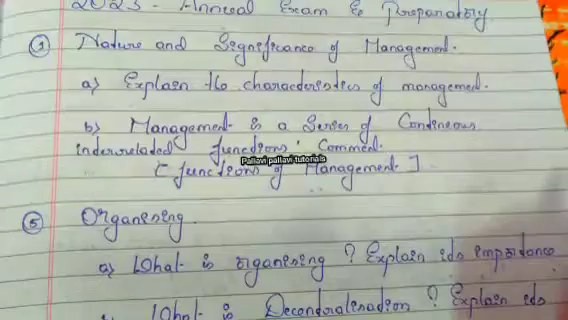 2023 - Annual Exam & Preparatory
① Nature and Significance of Management.
a) Explain the characteristics of management.
b) Management is a Series of Continuous
interrelated functions. Comment.
Pallavi pallavi tutorials
[ functions of Management. ]
⑤ Organising.
a) What is organising ? Explain its importance
What is Decentralisation ? Explain its